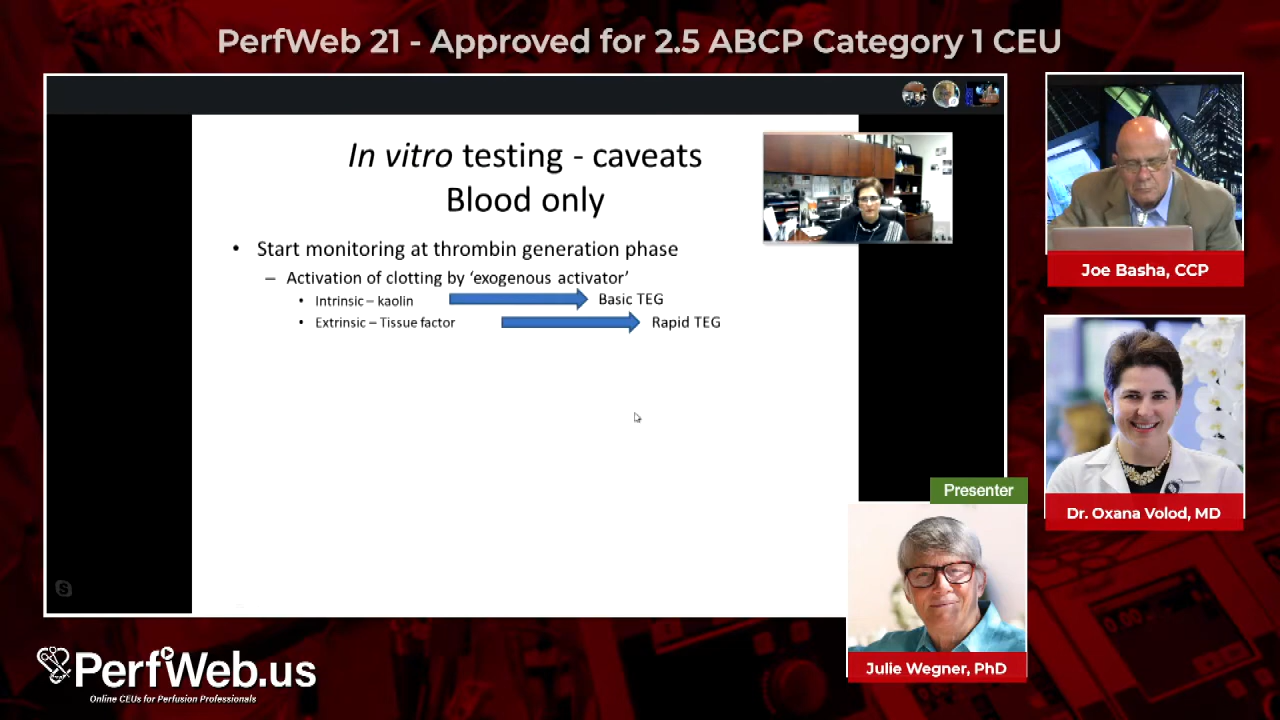 PerfWeb 21 - Approved for 2.5 ABCP Category 1 CEU
In vitro testing - caveats
Blood only
• Start monitoring at thrombin generation phase
– Activation of clotting by ‘exogenous activator’
• Intrinsic – kaolin Basic TEG
• Extrinsic – Tissue factor Rapid TEG
Joe Basha, CCP
Presenter
Dr. Oxana Volod, MD
Julie Wegner, PhD
PerfWeb.us
Online CEUs for Perfusion Professionals